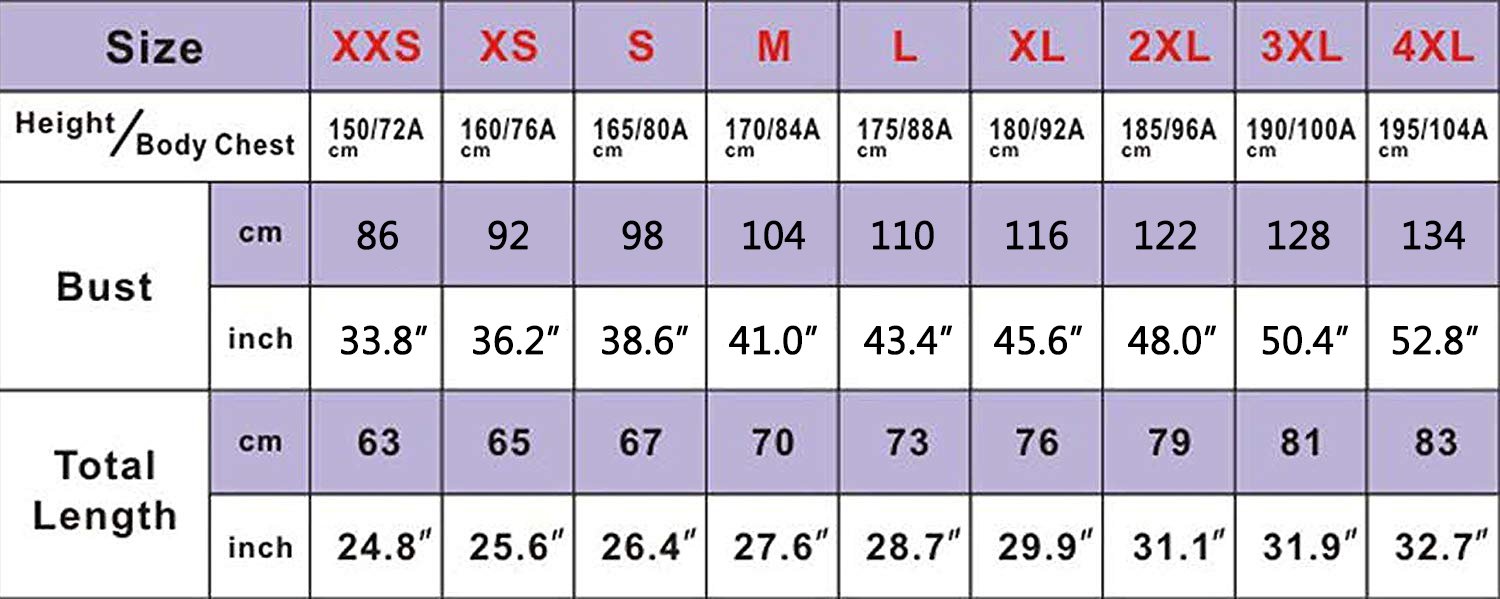 Size XXS XS S M L XL 2XL 3XL 4XL
Height/Body Chest 150/72A cm 160/76A cm 165/80A cm 170/84A cm 175/88A cm 180/92A cm 185/96A cm 190/100A cm 195/104A cm
Bust
cm 86 92 98 104 110 116 122 128 134
inch 33.8" 36.2" 38.6" 41.0" 43.4" 45.6" 48.0" 50.4" 52.8"
Total
Length
cm 63 65 67 70 73 76 79 81 83
inch 24.8" 25.6" 26.4" 27.6" 28.7" 29.9" 31.1" 31.9" 32.7"